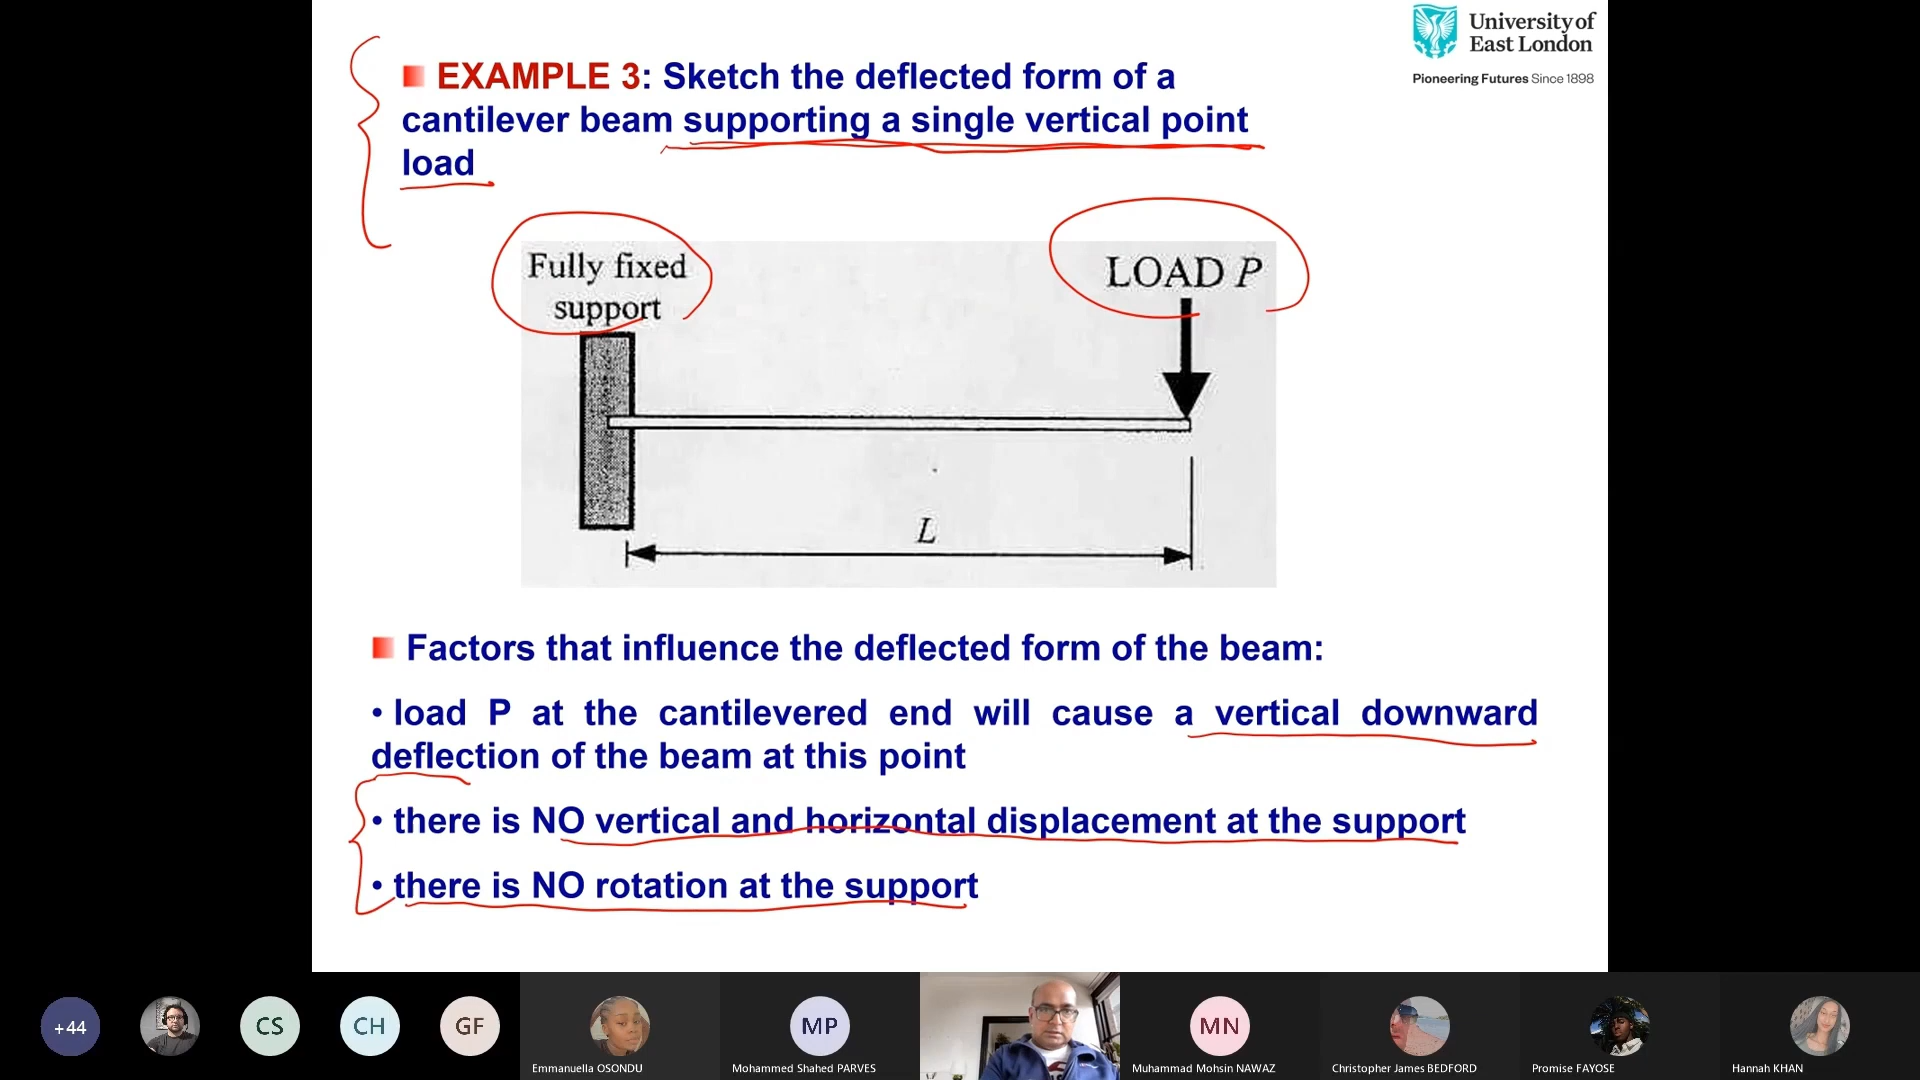 University of
East London
Pioneering Futures Since 1898
EXAMPLE 3: Sketch the deflected form of a
cantilever beam supporting a single vertical point
load
Fully fixed
support
LOAD P
L
Factors that influence the deflected form of the beam:
• load P at the cantilevered end will cause a vertical downward
deflection of the beam at this point
• there is NO vertical and horizontal displacement at the support
• there is NO rotation at the support
+44
CS
CH
GF
Emmanuella OSONDU
MP
Mohammed Shahed PARVES
MN
Muhammad Mohsin NAWAZ
Christopher James BEDFORD
Promise FAYOSE
Hannah KHAN